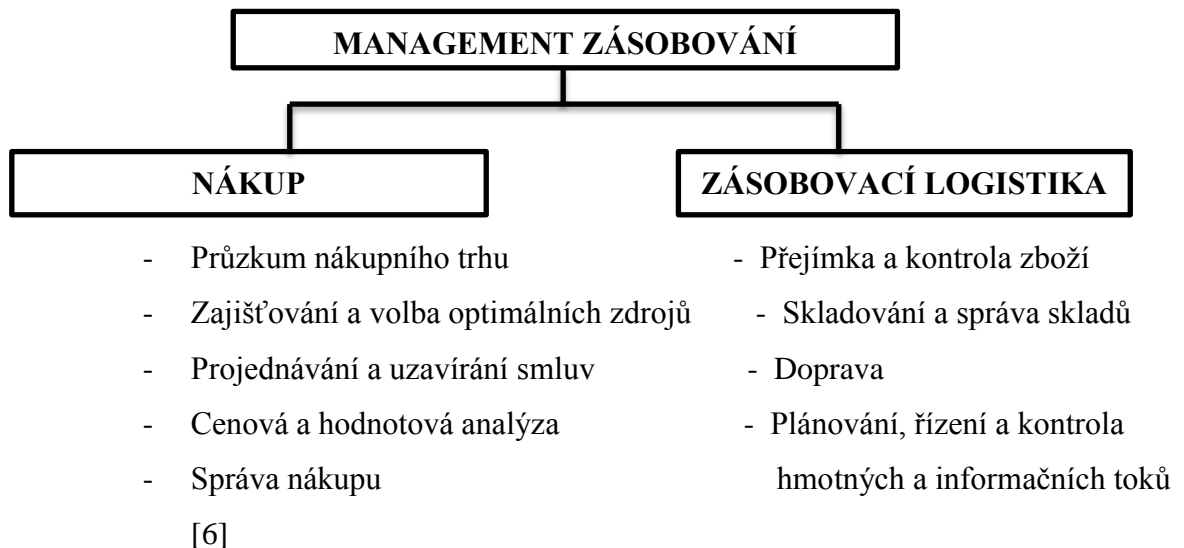 MANAGEMENT ZÁSOBOVÁNÍ
NÁKUP
- Průzkum nákupního trhu
- Zajišťování a volba optimálních zdrojů
- Projednávání a uzavírání smluv
- Cenová a hodnotová analýza
- Správa nákupu
[6]
ZÁSOBOVACÍ LOGISTIKA
- Přejímka a kontrola zboží
- Skladování a správa skladů
- Doprava
- Plánování, řízení a kontrola
hmotných a informačních toků